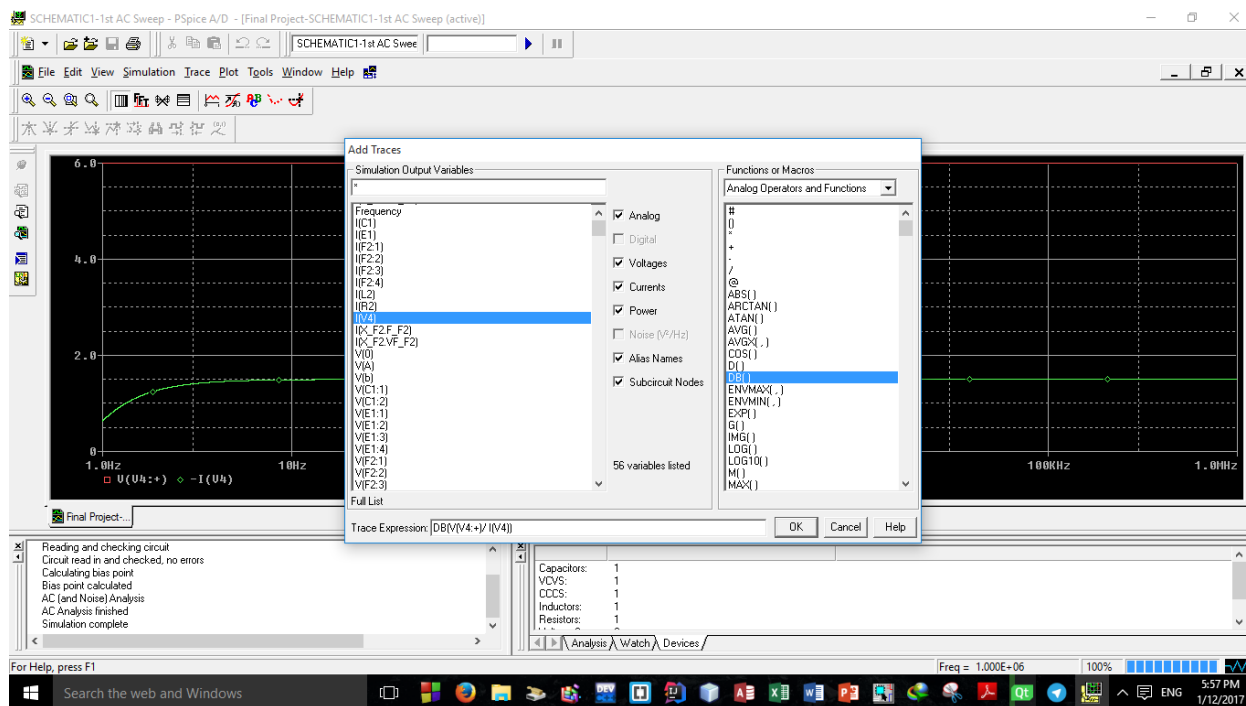 SCHEMATIC1-1st AC Sweep - PSpice A/D - [Final Project-SCHEMATIC1-1st AC Sweep (active)]
SCHEMATIC1-1st AC Swee
File Edit View Simulation Trace Plot Tools Window Help
Add Traces
Simulation Output Variables
*
Frequency
I(C1)
I(E1)
I(F2:1)
I(F2:2)
I(F2:3)
I(F2:4)
I(L2)
I(R2)
I(V4)
I(X_F2.F_F2)
I(X_F2.VF_F2)
V(0)
V(A)
V(b)
V(C1:1)
V(C1:2)
V(E1:1)
V(E1:2)
V(E1:3)
V(E1:4)
V(F2:1)
V(F2:2)
V(F2:3)
Full List
Analog
Digital
Voltages
Currents
Power
Noise (V²/Hz)
Alias Names
Subcircuit Nodes
56 variables listed
Functions or Macros
Analog Operators and Functions
#
()
*
+
-
/
@
ABS( )
ARCTAN( )
ATAN( )
AVG( )
AVGX( , )
COS( )
D( )
DB( )
ENVMAX( , )
ENVMIN( , )
EXP( )
G( )
IMG( )
LOG( )
LOG10( )
M( )
MAX( )
Trace Expression: DB(V(V4:+)/ I(V4))
OK Cancel Help
6.0
4.0
2.0
0
1.0Hz 10Hz 100KHz 1.0MHz
V(V4:+) -I(V4)
Final Project-...
Reading and checking circuit
Circuit read in and checked, no errors
Calculating bias point
Bias point calculated
AC (and Noise) Analysis
AC Analysis finished
Simulation complete
Capacitors: 1
VCVS: 1
CCCS: 1
Inductors: 1
Resistors: 1
Analysis Watch Devices
For Help, press F1
Freq = 1.000E+06 100%
Search the web and Windows
DEV
Qt
ENG
5:57 PM
1/12/2017